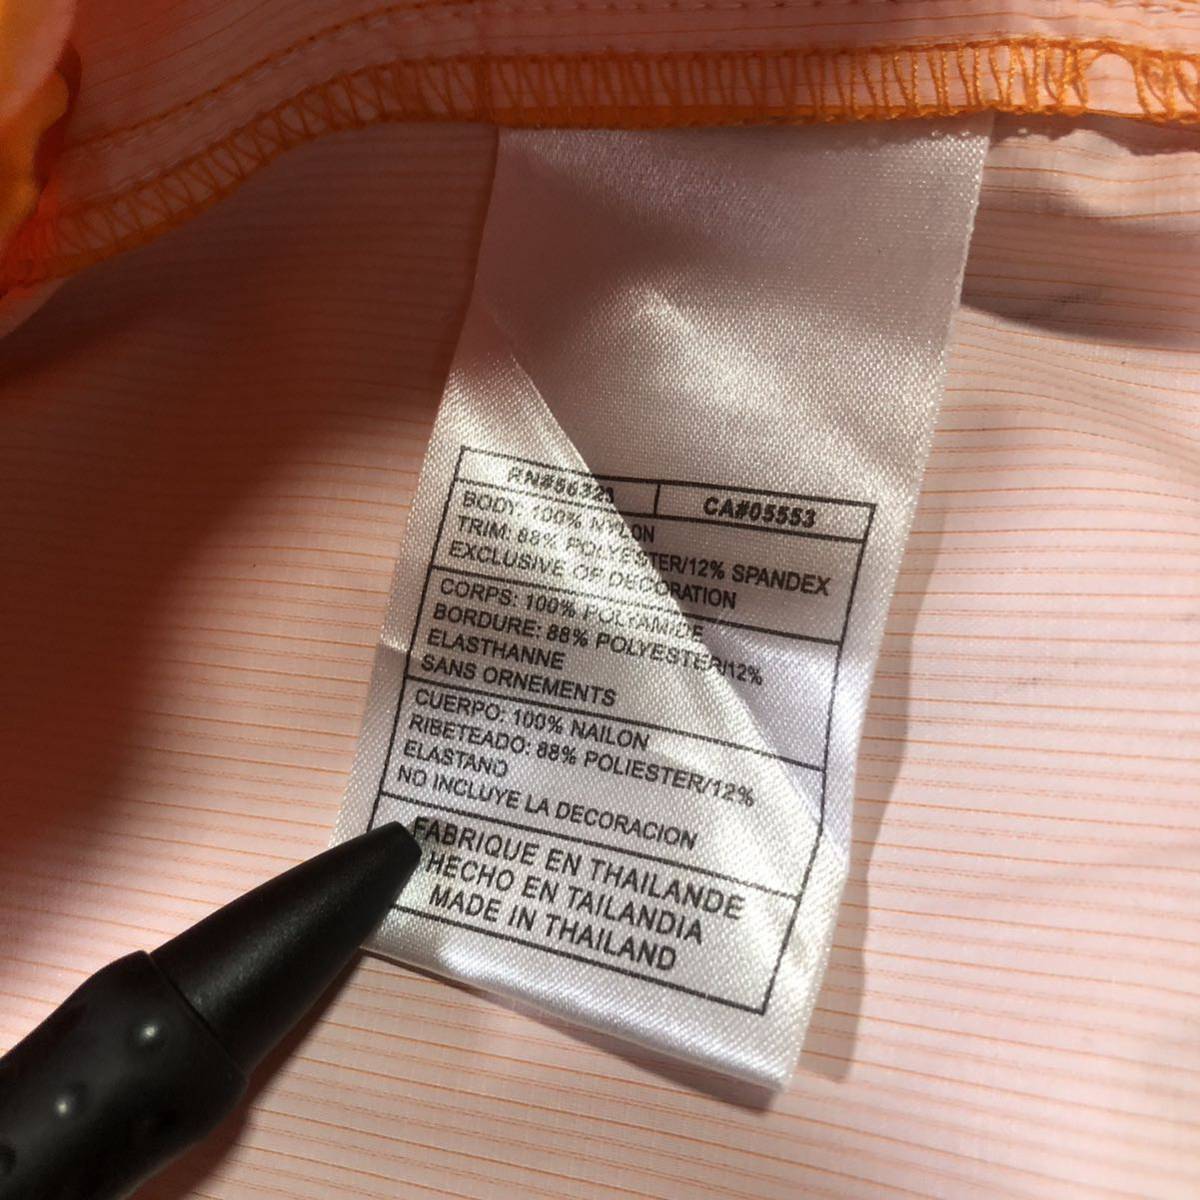 RN#56323 CA#05553
BODY: 100% NYLON
TRIM: 88% POLYESTER/12% SPANDEX
EXCLUSIVE OF DECORATION
CORPS: 100% POLYAMIDE
BORDURE: 88% POLYESTER/12%
ELASTHANNE
SANS ORNEMENTS
CUERPO: 100% NAILON
RIBETEADO: 88% POLIESTER/12%
ELASTANO
NO INCLUYE LA DECORACION
FABRIQUE EN THAILANDE
HECHO EN TAILANDIA
MADE IN THAILAND